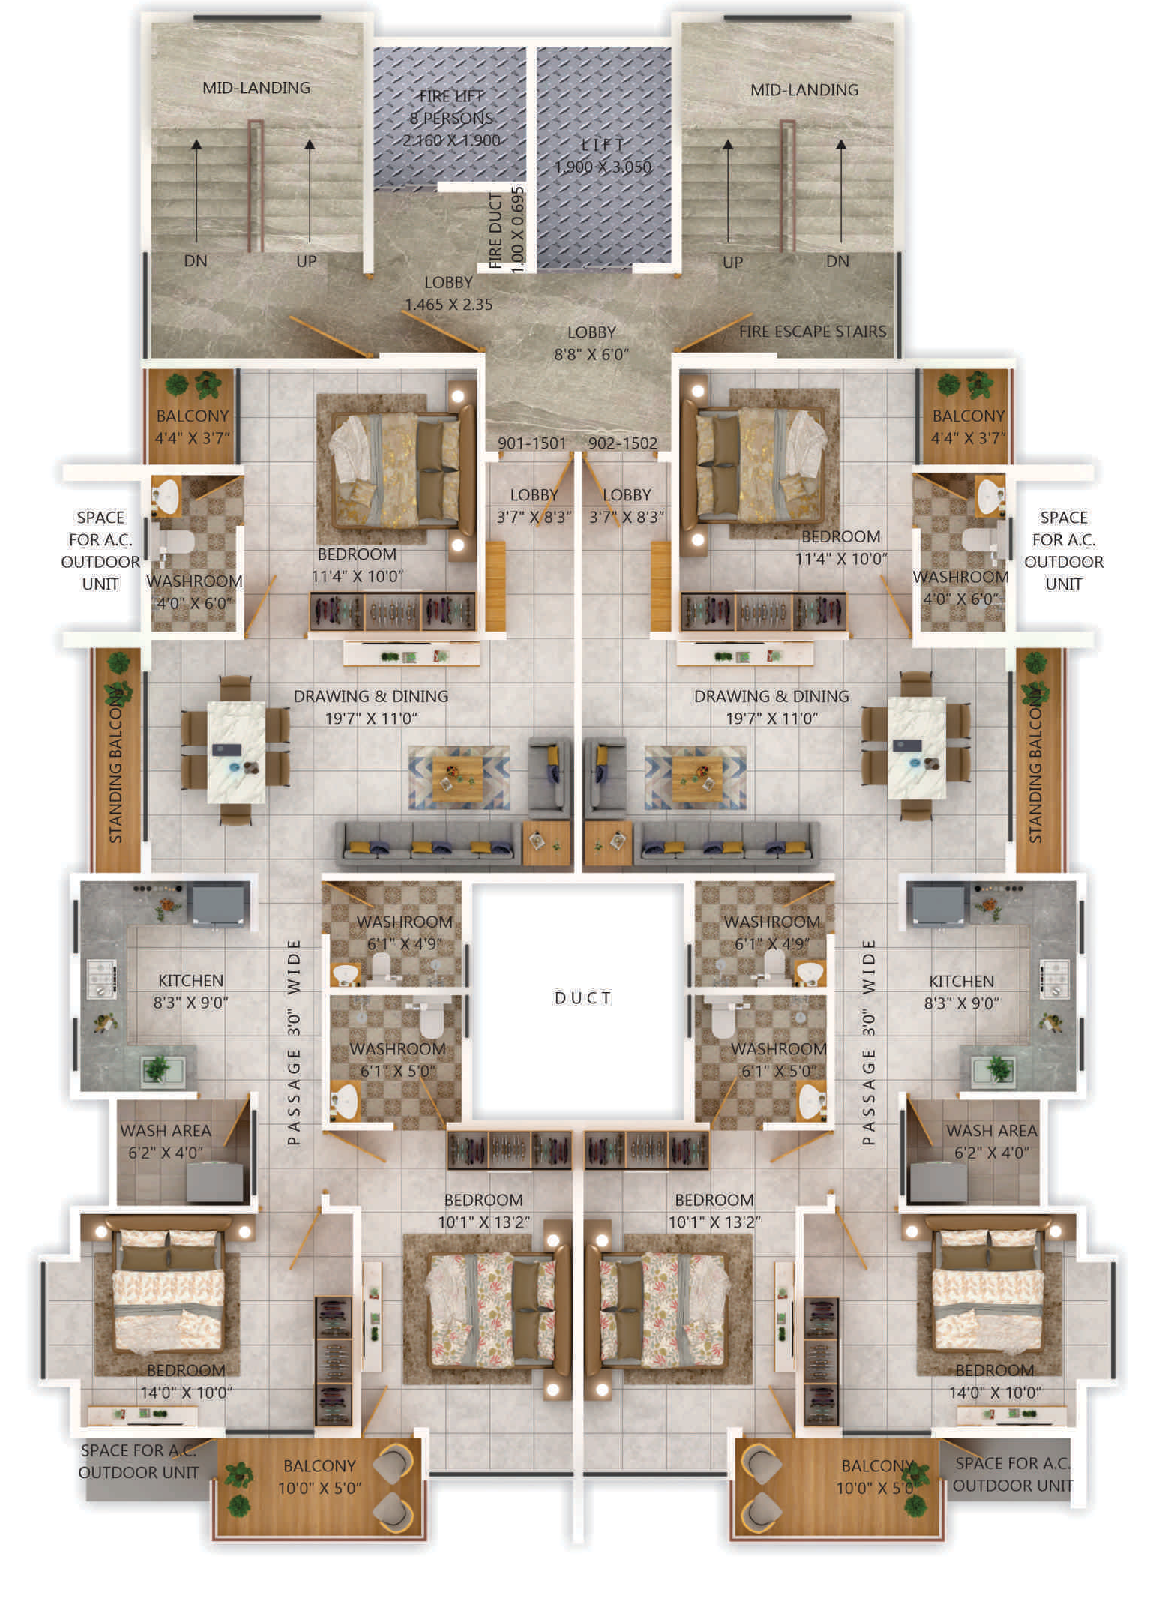 MID-LANDING
DN
UP
FIRE LIFT
8 PERSONS
2.160 X 1.900
LIFT
1.900 X 3.050
FIRE DUCT
1.00 X 0.695
MID-LANDING
UP
DN
LOBBY
1.465 X 2.35
LOBBY
8'8" X 6'0"
FIRE ESCAPE STAIRS
BALCONY
4'4" X 3'7"
BALCONY
4'4" X 3'7"
901-1501
902-1502
LOBBY
3'7" X 8'3"
LOBBY
3'7" X 8'3"
SPACE
FOR A.C.
OUTDOOR
UNIT
SPACE
FOR A.C.
OUTDOOR
UNIT
BEDROOM
11'4" X 10'0"
BEDROOM
11'4" X 10'0"
WASHROOM
4'0" X 6'0"
WASHROOM
4'0" X 6'0"
STANDING BALCONY
DRAWING & DINING
19'7" X 11'0"
DRAWING & DINING
19'7" X 11'0"
STANDING BALCONY
WASHROOM
6'1" X 4'9"
WASHROOM
6'1" X 4'9"
KITCHEN
8'3" X 9'0"
PASSAGE 3'0" WIDE
DUCT
PASSAGE 3'0" WIDE
KITCHEN
8'3" X 9'0"
WASHROOM
6'1" X 5'0"
WASHROOM
6'1" X 5'0"
WASH AREA
6'2" X 4'0"
WASH AREA
6'2" X 4'0"
BEDROOM
10'1" X 13'2"
BEDROOM
10'1" X 13'2"
BEDROOM
14'0" X 10'0"
BEDROOM
14'0" X 10'0"
SPACE FOR A.C.
OUTDOOR UNIT
BALCONY
10'0" X 5'0"
BALCONY
10'0" X 5'0
SPACE FOR A.C.
OUTDOOR UNIT